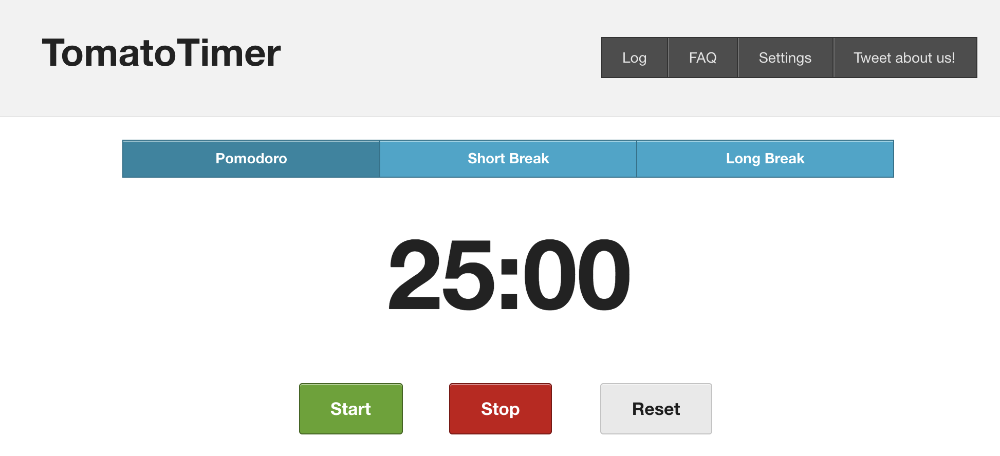 TomatoTimer
Log FAQ Settings Tweet about us!
Pomodoro Short Break Long Break
25:00
Start Stop Reset